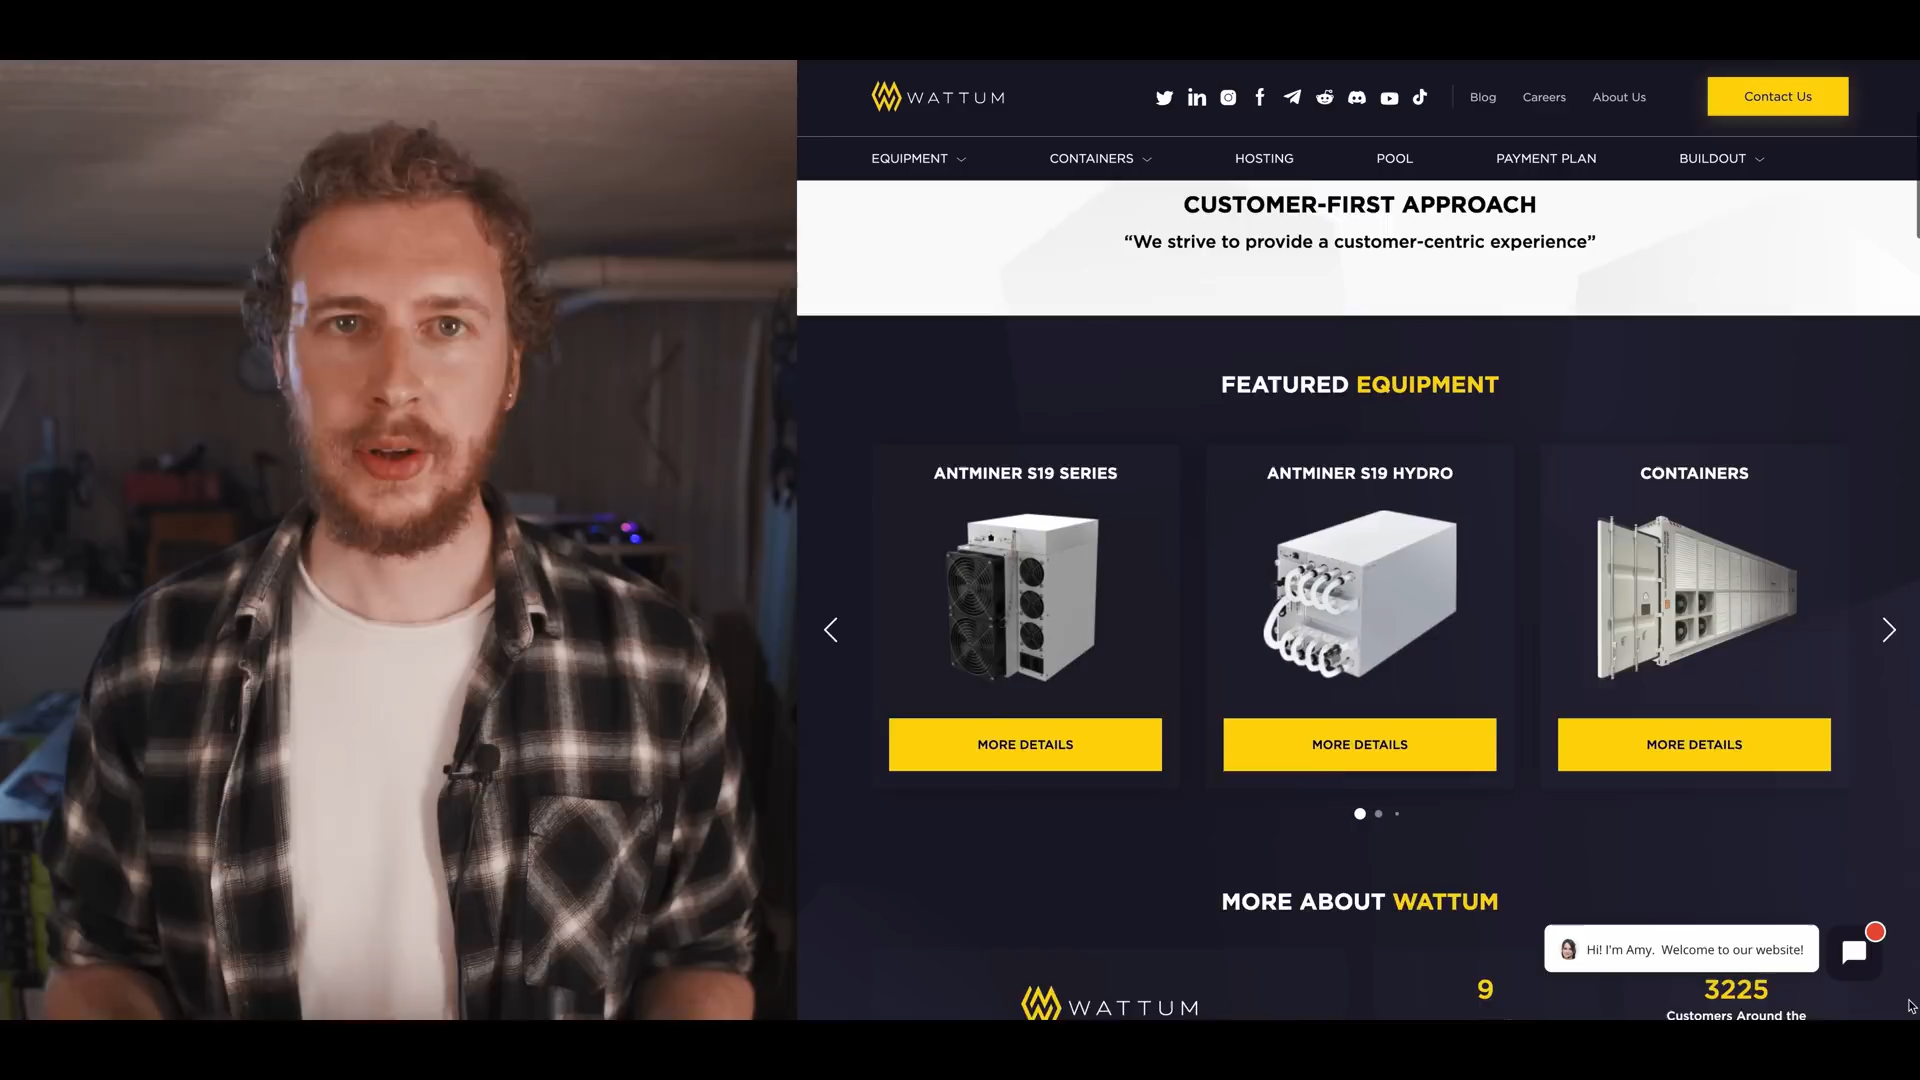 WATTUM
Blog
Careers
About Us
Contact Us
EQUIPMENT
CONTAINERS
HOSTING
POOL
PAYMENT PLAN
BUILDOUT
CUSTOMER-FIRST APPROACH
“We strive to provide a customer-centric experience”
FEATURED EQUIPMENT
ANTMINER S19 SERIES
ANTMINER S19 HYDRO
CONTAINERS
MORE DETAILS
MORE DETAILS
MORE DETAILS
MORE ABOUT WATTUM
Hi! I'm Amy. Welcome to our website!
WATTUM
9
3225
Customers Around the